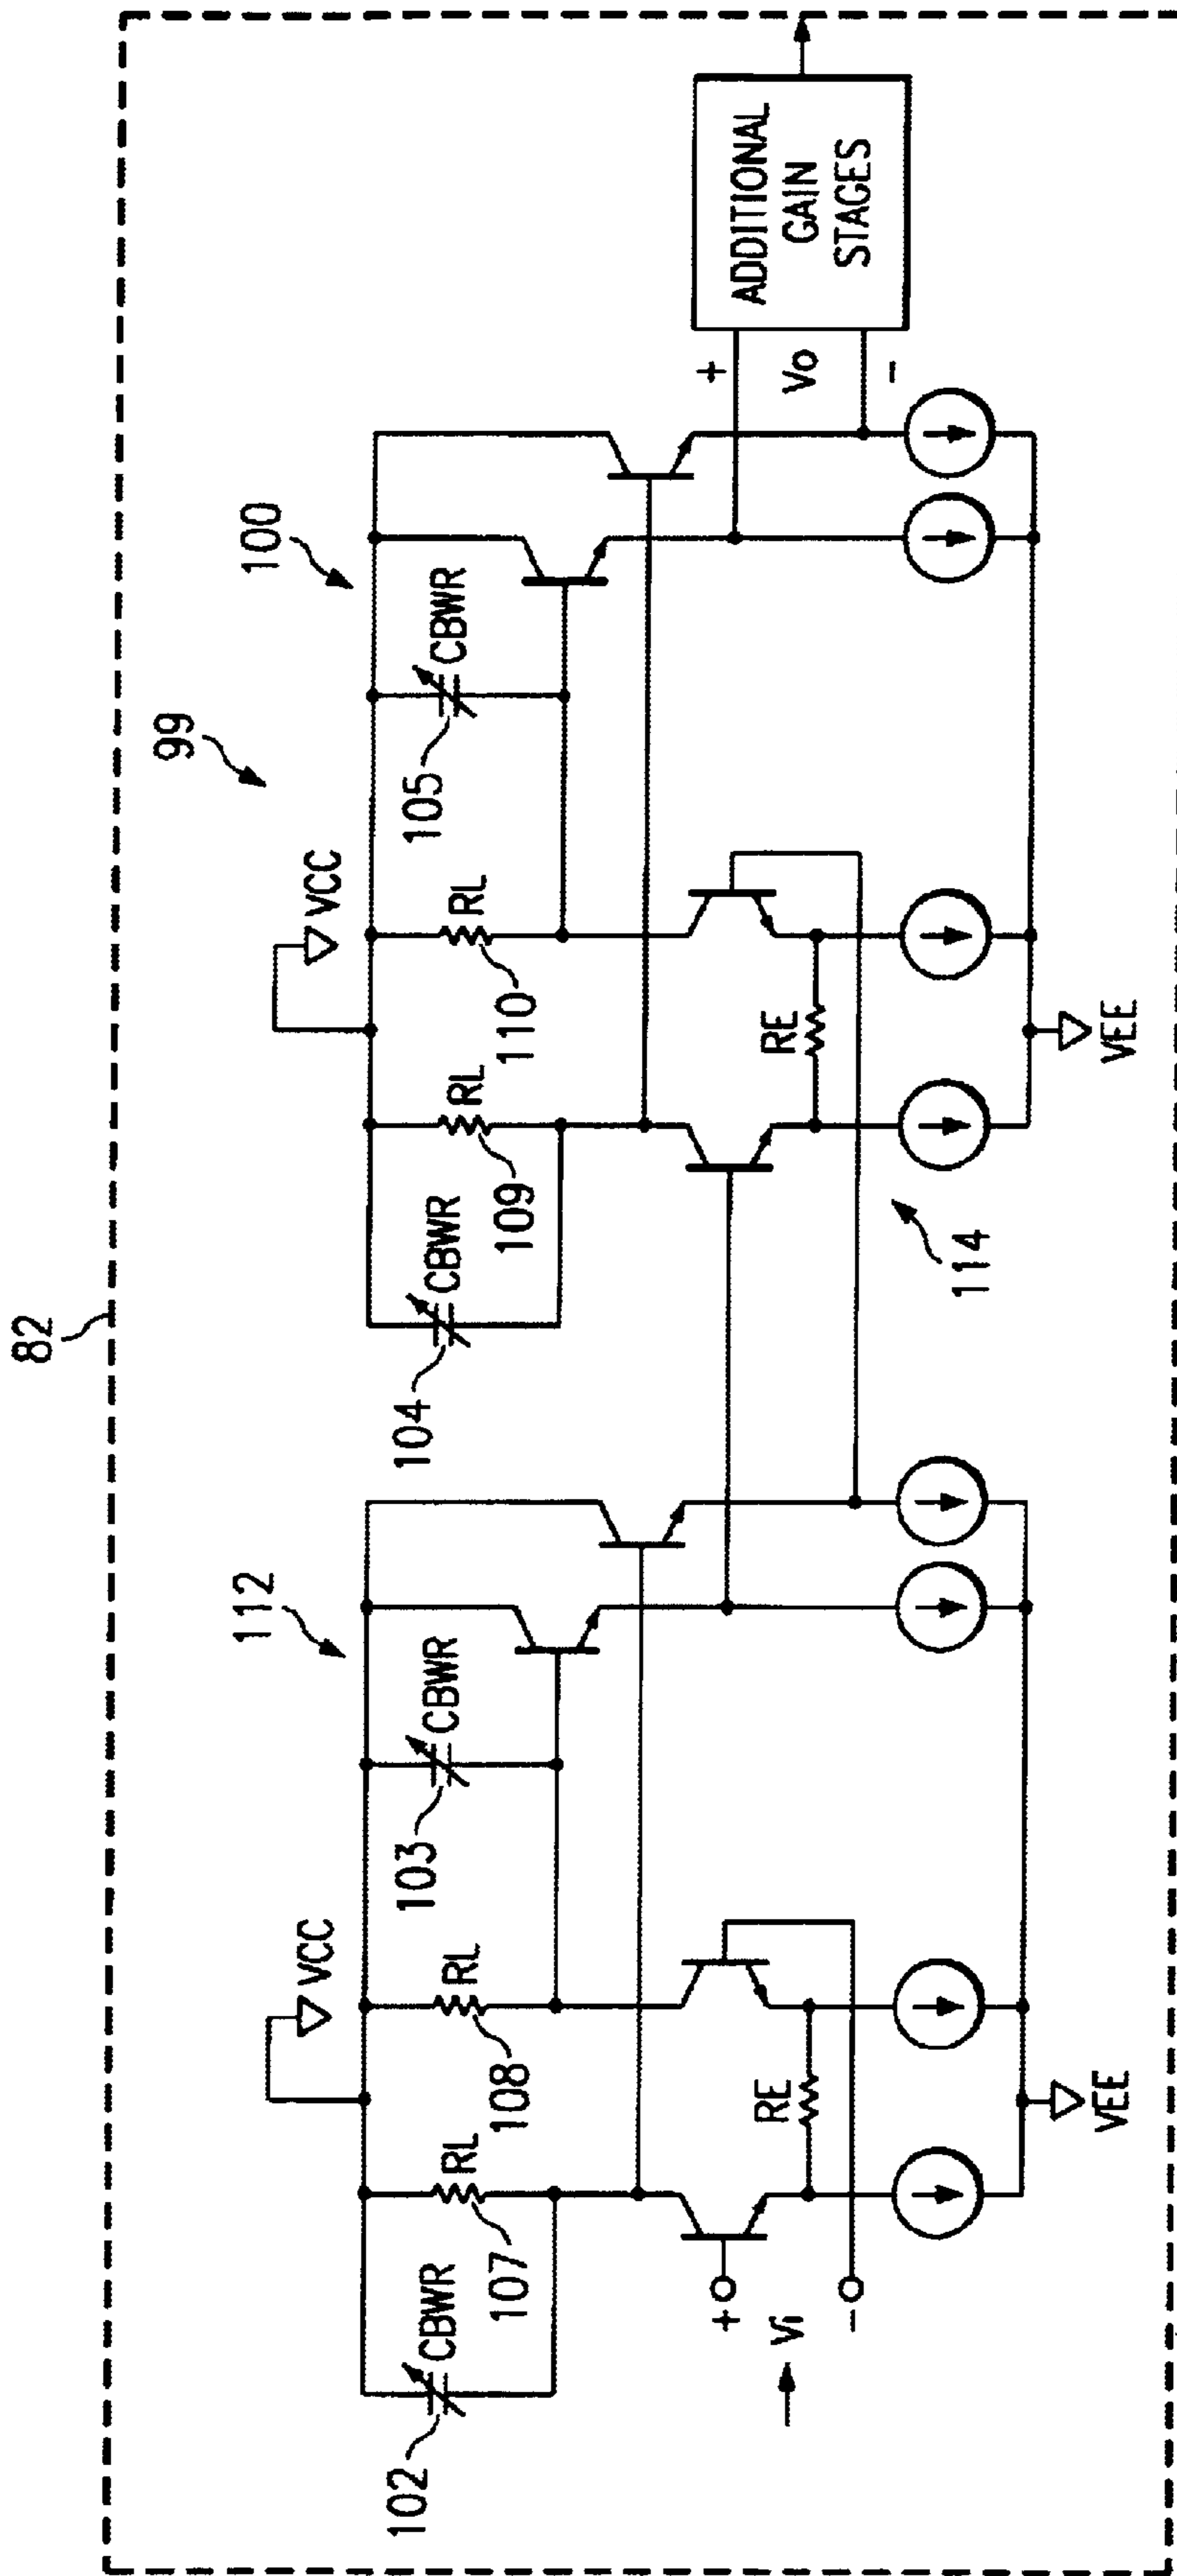 82
99
112
100
VCC
VCC
102
CBWR
RL
107
RL
108
103
CBWR
104
CBWR
RL
109
RL
110
105
CBWR
+
Vi
-
RE
VEE
114
RE
VEE
+
Vo
-
ADDITIONAL
GAIN
STAGES